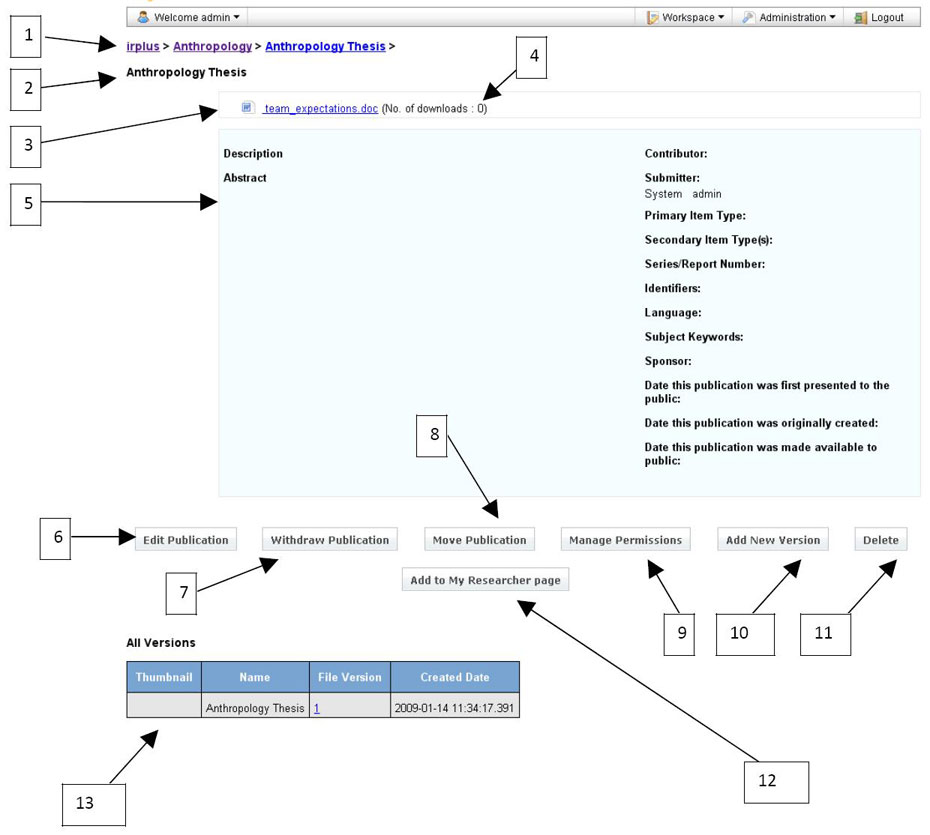 Welcome admin Workspace Administration Logout
1
irplus > Anthropology > Anthropology Thesis >
4
2
Anthropology Thesis
3
team_expectations.doc (No. of downloads : 0)
5
Description
Abstract
Contributor:
Submitter:
System admin
Primary Item Type:
Secondary Item Type(s):
Series/Report Number:
Identifiers:
Language:
Subject Keywords:
Sponsor:
Date this publication was first presented to the
public:
Date this publication was originally created:
Date this publication was made available to
public:
8
6
Edit Publication Withdraw Publication Move Publication Manage Permissions Add New Version Delete
Add to My Researcher page
7
9
10
11
All Versions
Thumbnail Name File Version Created Date
Anthropology Thesis 1 2009-01-14 11:34:17.391
12
13